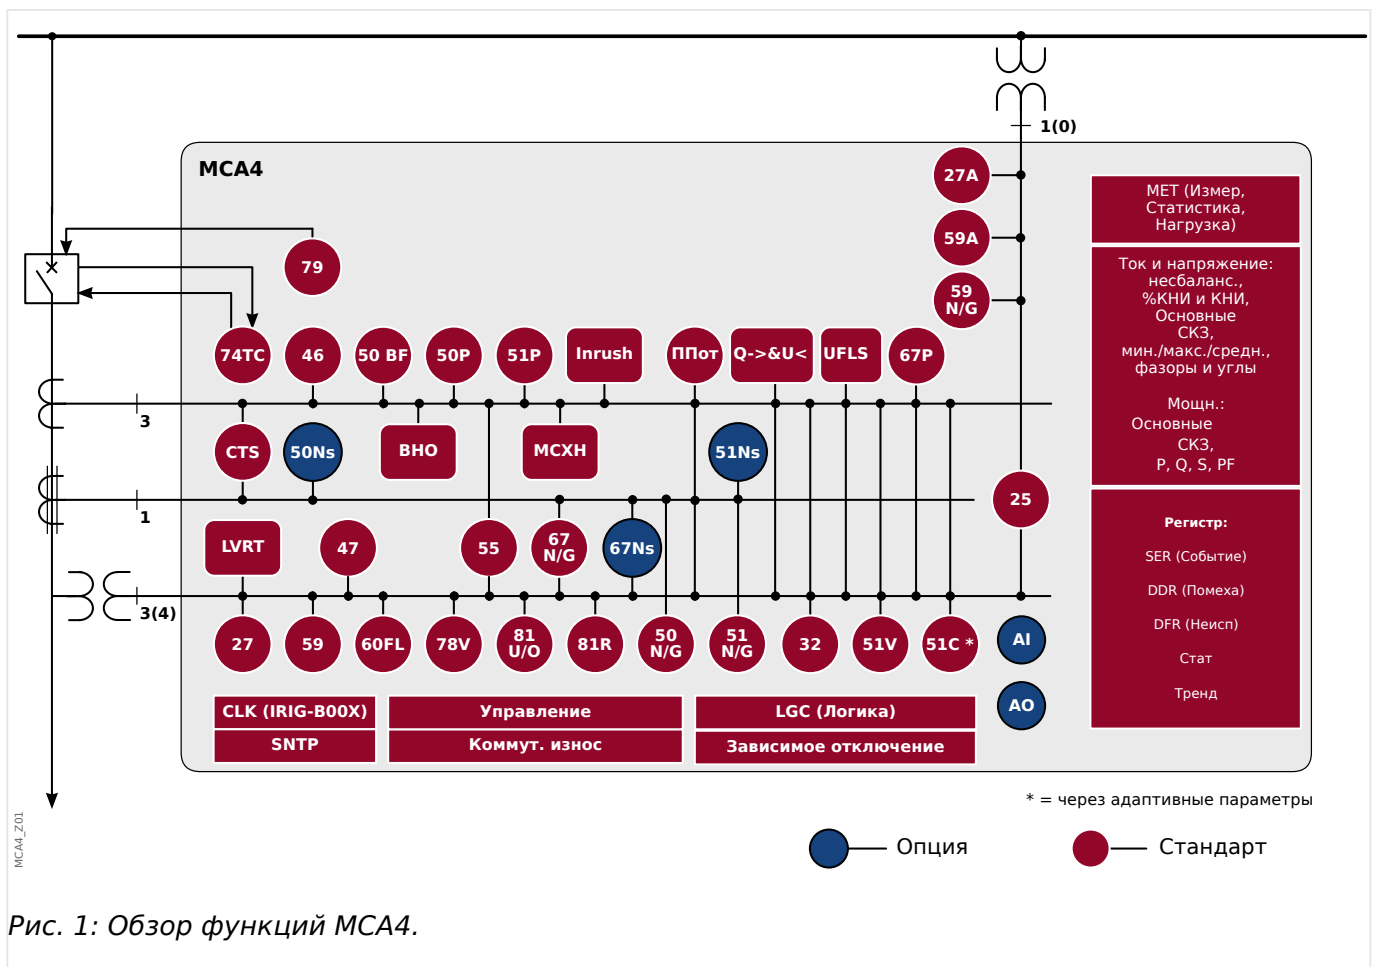 1(0)
MCA4
27A
59A
59
N/G
МЕТ (Измер,
Статистика,
Нагрузка)
Ток и напряжение:
несбаланс.,
%КНИ и КНИ,
Основные
СКЗ,
мин./макс./средн.,
фазоры и углы
Мощн.:
Основные
СКЗ,
P, Q, S, PF
Регистр:
SER (Событие)
DDR (Помеха)
DFR (Неисп)
Стат
Тренд
79
74TC
46
50 BF
50P
51P
Inrush
ППот
Q->&U<
UFLS
67P
3
CTS
50Ns
ВНО
МСХН
51Ns
1
25
LVRT
47
55
67
N/G
67Ns
3(4)
27
59
60FL
78V
81
U/O
81R
50
N/G
51
N/G
32
51V
51C *
AI
AO
CLK (IRIG-B00X)
Управление
LGC (Логика)
SNTP
Коммут. износ
Зависимое отключение
* = через адаптивные параметры
MCA4_Z01
Опция
Стандарт
Рис. 1: Обзор функций MCA4.